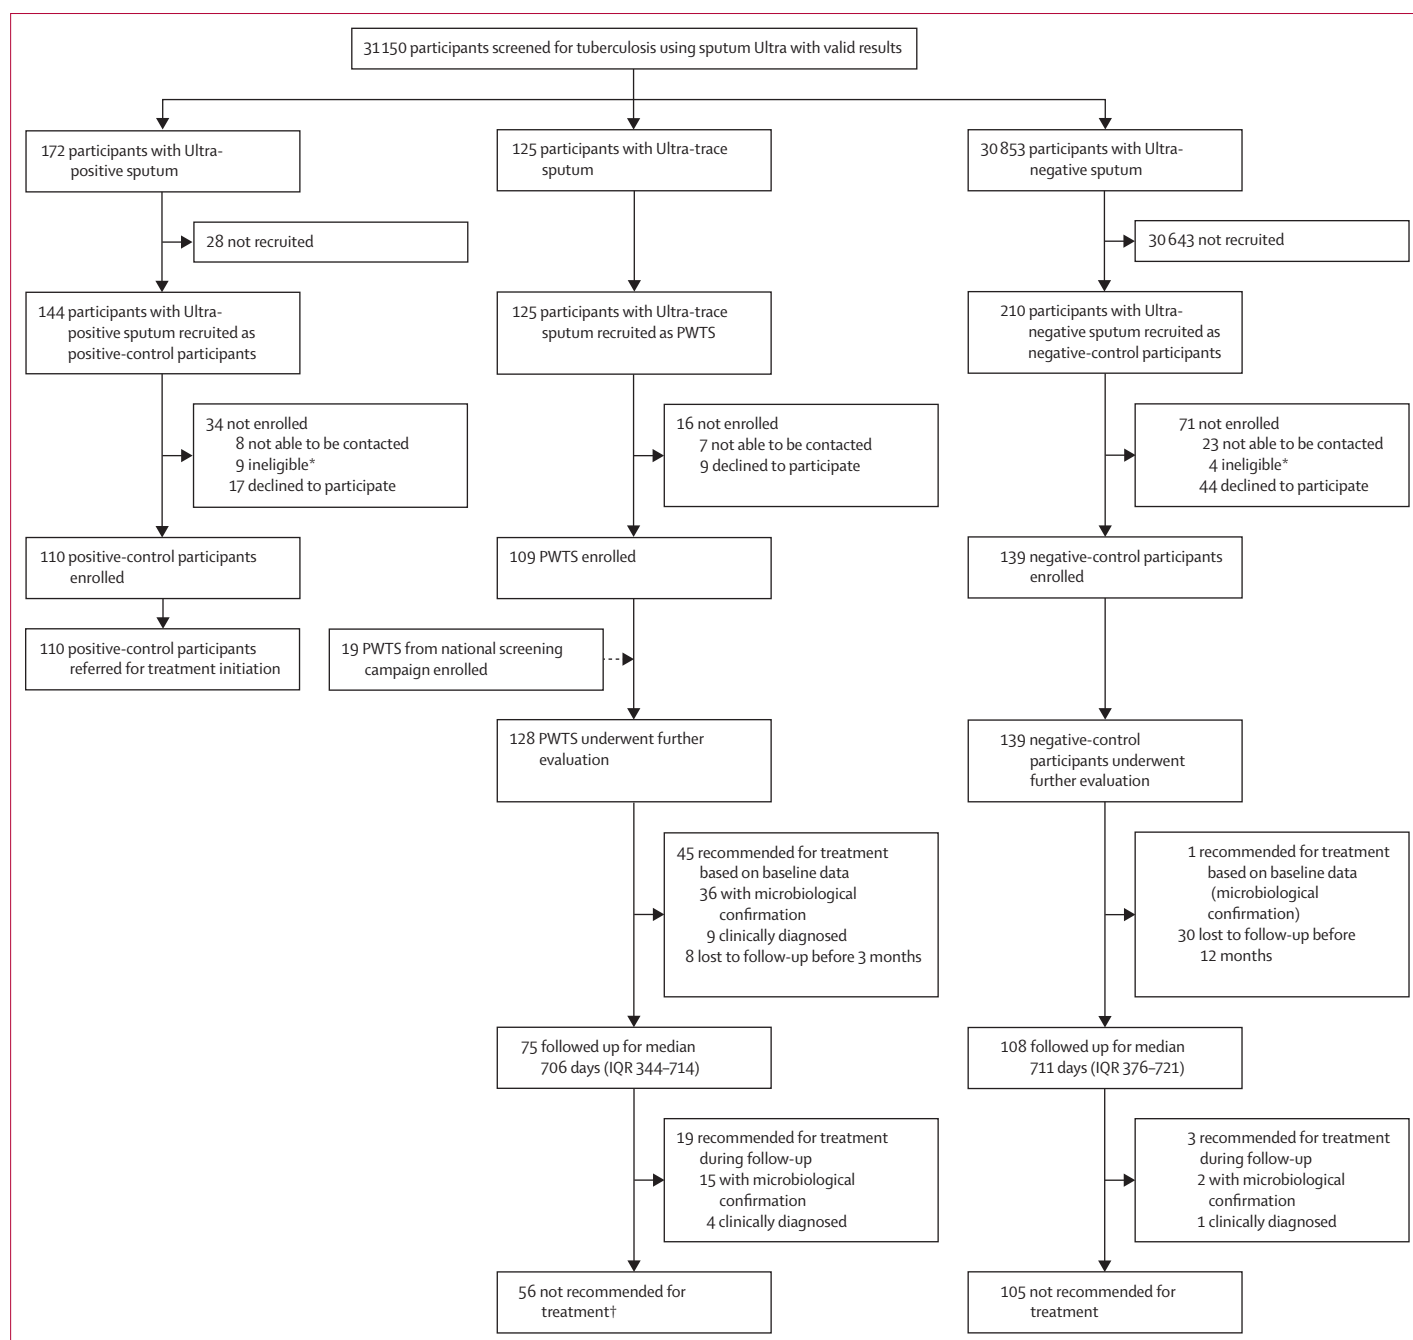 31150 participants screened for tuberculosis using sputum Ultra with valid results
172 participants with Ultra-
positive sputum
125 participants with Ultra-trace
sputum
30853 participants with Ultra-
negative sputum
28 not recruited
30643 not recruited
144 participants with Ultra-
positive sputum recruited as
positive-control participants
125 participants with Ultra-trace
sputum recruited as PWTS
210 participants with Ultra-
negative sputum recruited as
negative-control participants
34 not enrolled
8 not able to be contacted
9 ineligible*
17 declined to participate
16 not enrolled
7 not able to be contacted
9 declined to participate
71 not enrolled
23 not able to be contacted
4 ineligible*
44 declined to participate
110 positive-control participants
enrolled
109 PWTS enrolled
139 negative-control participants
enrolled
110 positive-control participants
referred for treatment initiation
19 PWTS from national screening
campaign enrolled
128 PWTS underwent further
evaluation
139 negative-control
participants underwent
further evaluation
45 recommended for treatment
based on baseline data
36 with microbiological
confirmation
9 clinically diagnosed
8 lost to follow-up before 3 months
1 recommended for treatment
based on baseline data
(microbiological
confirmation)
30 lost to follow-up before
12 months
75 followed up for median
706 days (IQR 344–714)
108 followed up for median
711 days (IQR 376–721)
19 recommended for treatment
during follow-up
15 with microbiological
confirmation
4 clinically diagnosed
3 recommended for treatment
during follow-up
2 with microbiological
confirmation
1 clinically diagnosed
56 not recommended for
treatment†
105 not recommended for
treatment